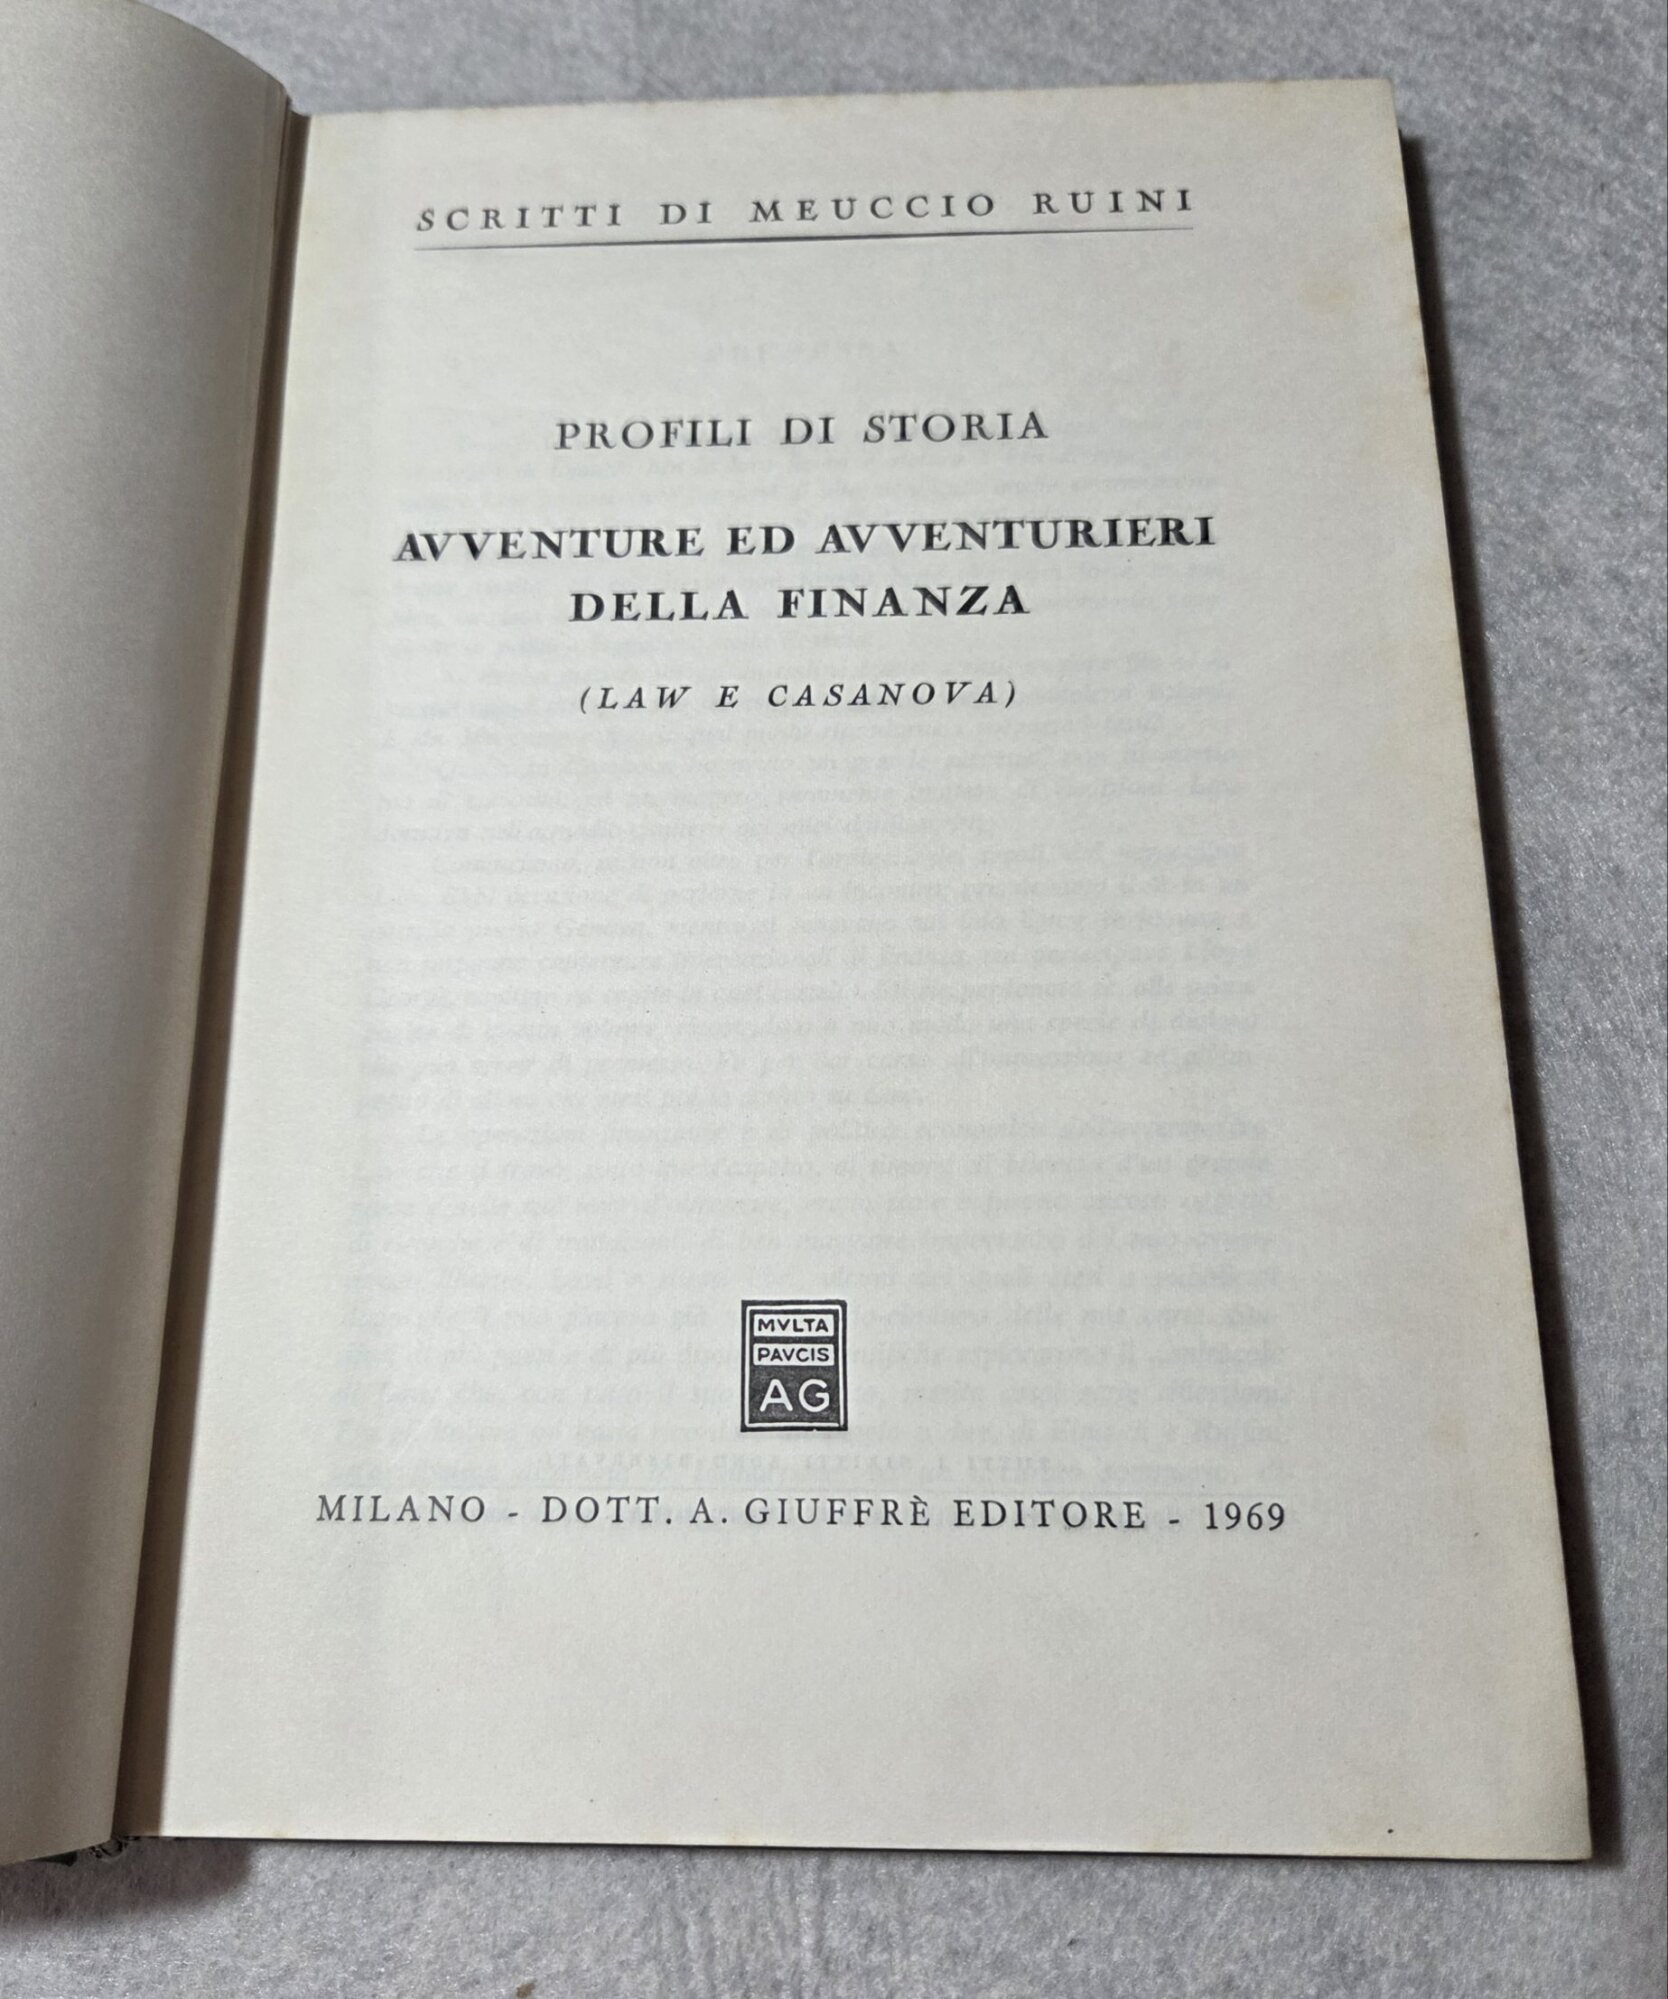 SCRITTI DI MEUCCIO RUINI
PROFILI DI STORIA
AVVENTURE ED AVVENTURIERI
DELLA FINANZA
(LAW E CASANOVA)
MVLTA
PAVCIS
AG
MILANO - DOTT. A. GIUFFRÈ EDITORE - 1969